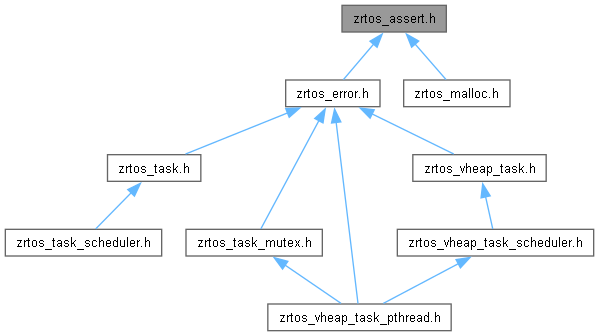 zrtos_assert.h
zrtos_error.h
zrtos_malloc.h
zrtos_task.h
zrtos_vheap_task.h
zrtos_task_scheduler.h
zrtos_task_mutex.h
zrtos_vheap_task_scheduler.h
zrtos_vheap_task_pthread.h